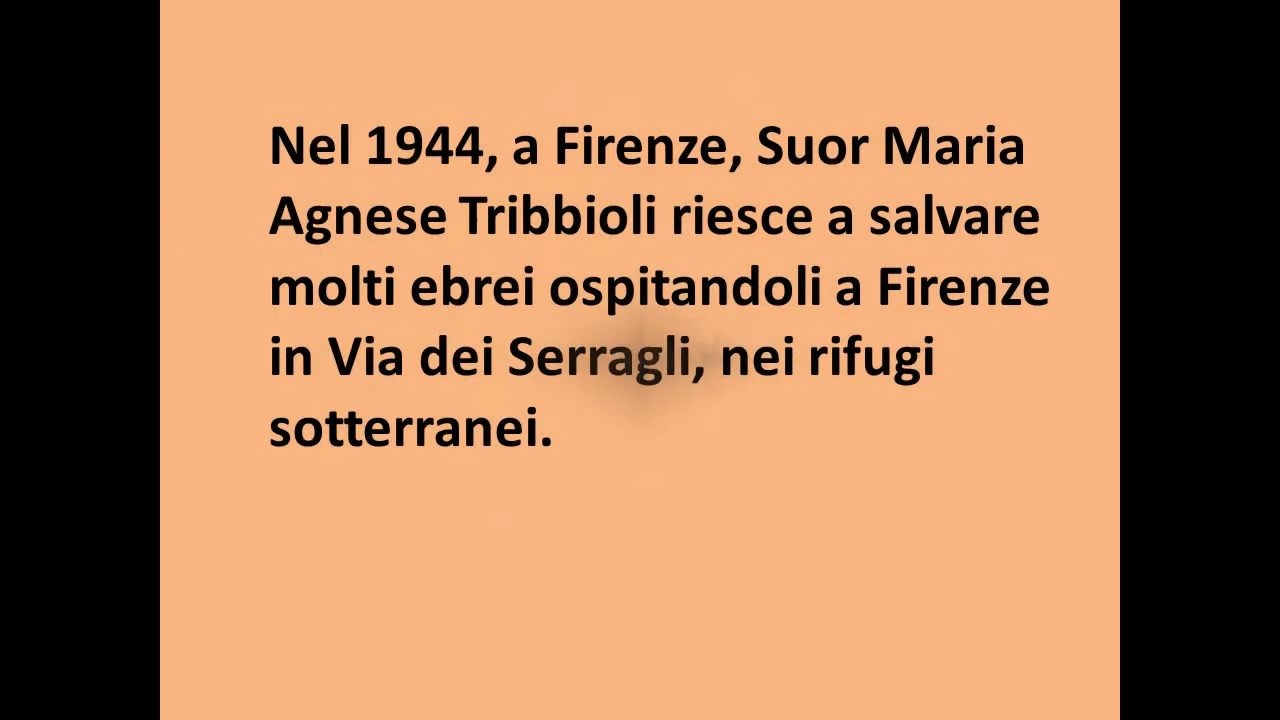 Nel 1944, a Firenze, Suor Maria
Agnese Tribbioli riesce a salvare
molti ebrei ospitandoli a Firenze
in Via dei Serragli, nei rifugi
sotterranei.